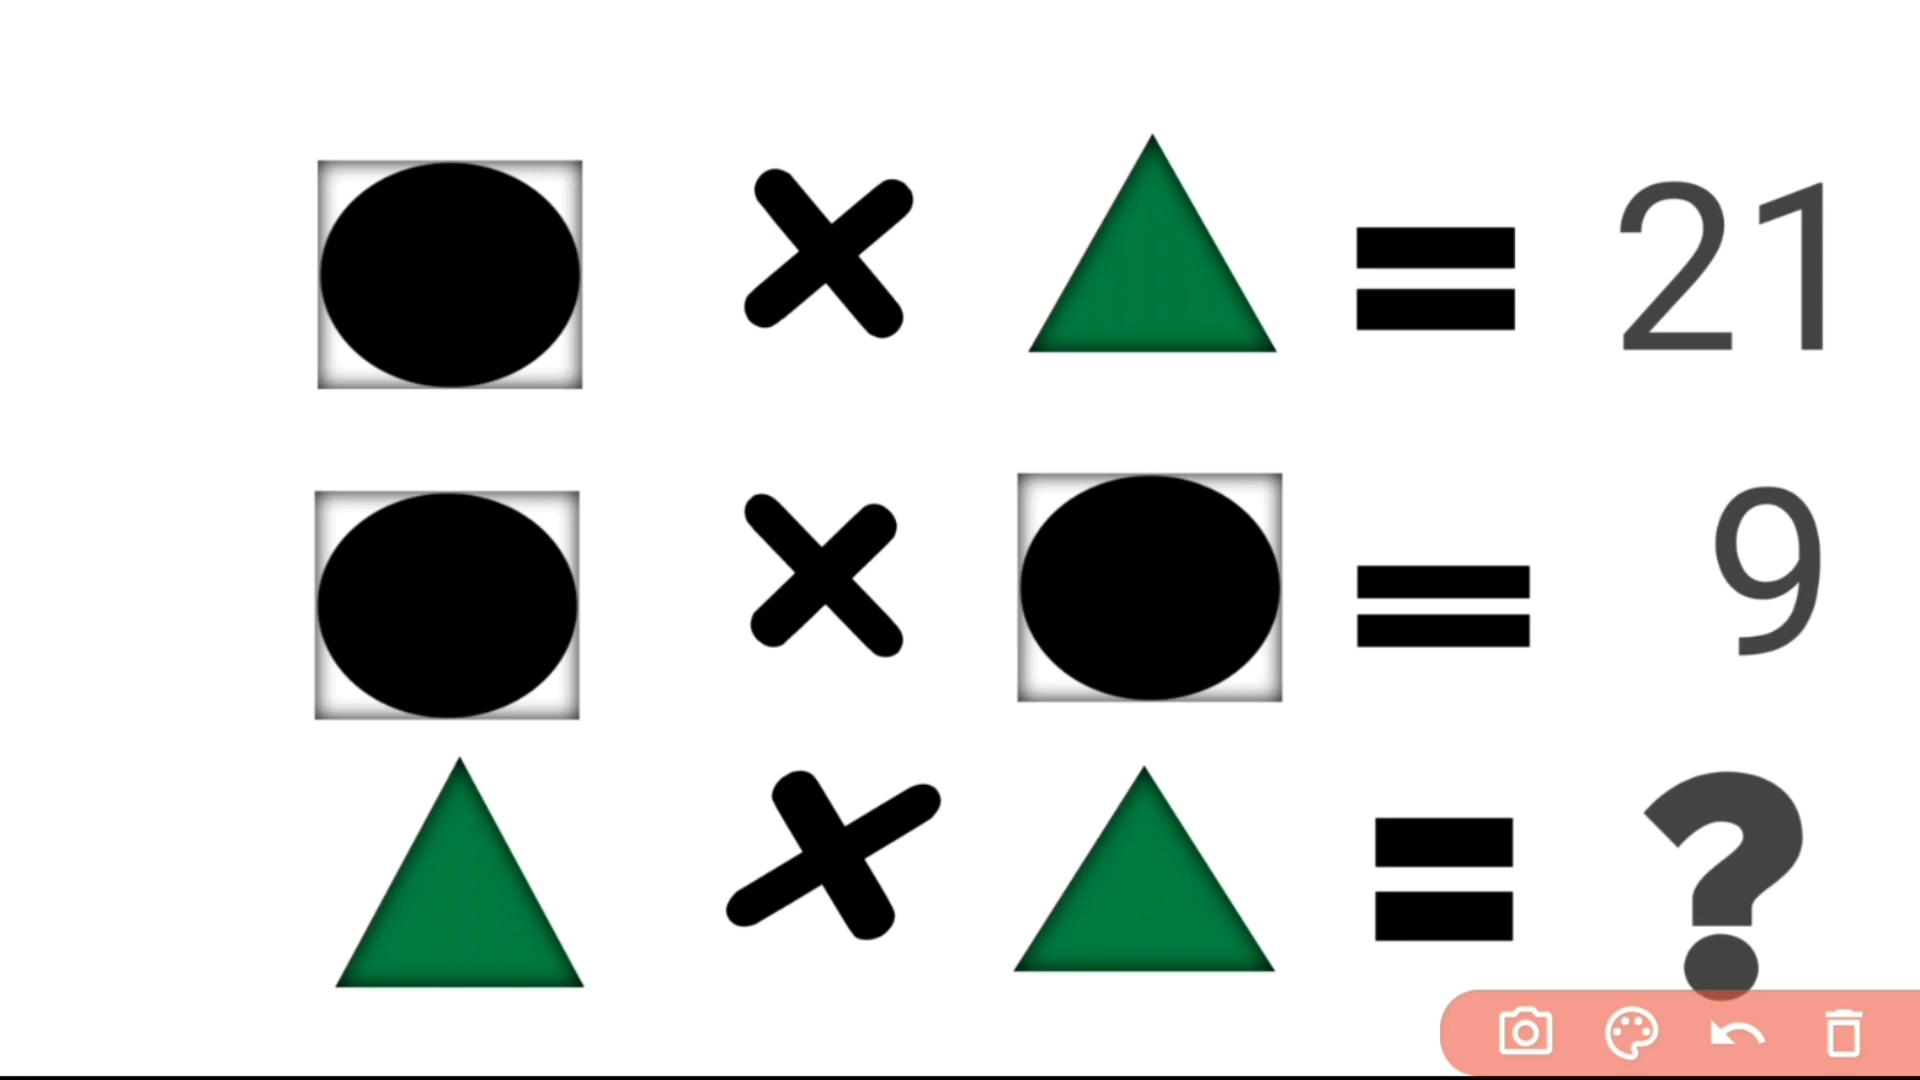 × = 21
× = 9
× = ?